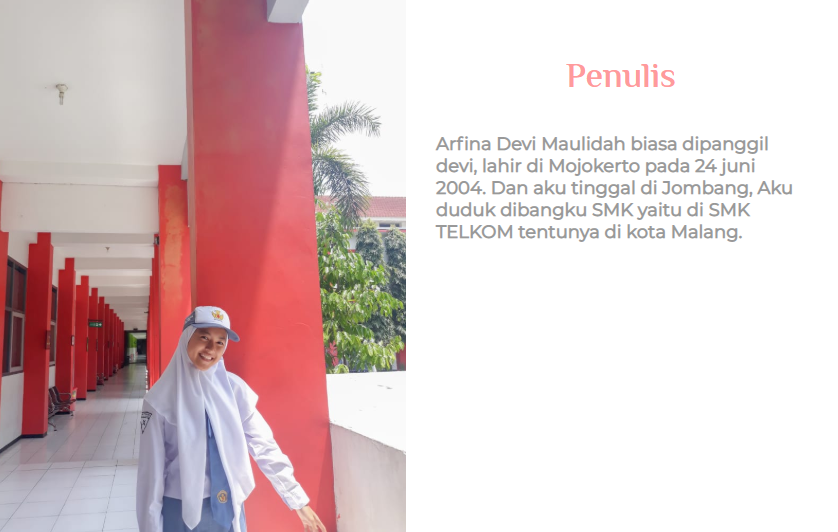 Penulis
Arfina Devi Maulidah biasa dipanggil
devi, lahir di Mojokerto pada 24 juni
2004. Dan aku tinggal di Jombang, Aku
duduk dibangku SMK yaitu di SMK
TELKOM tentunya di kota Malang.